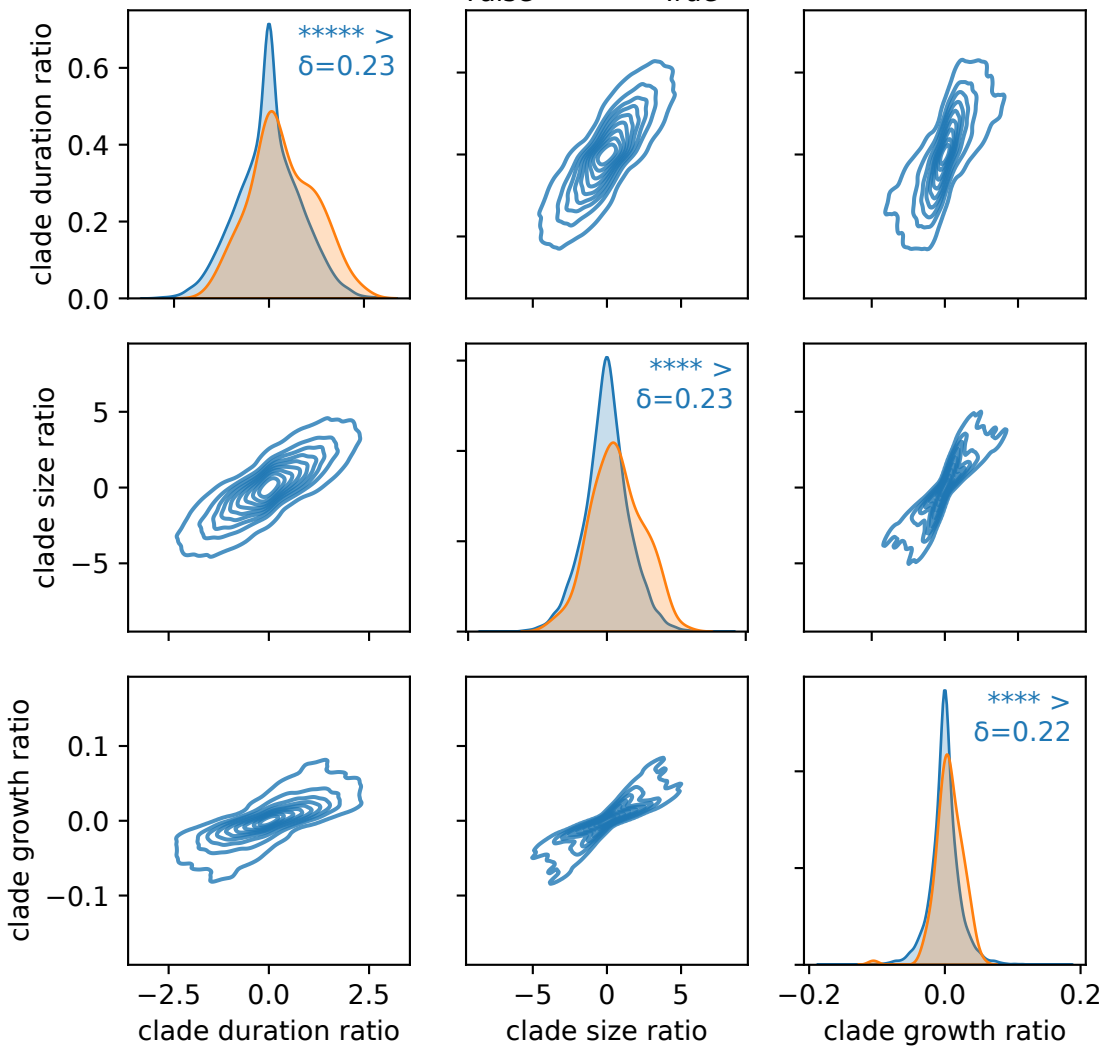 ***** >
δ=0.23
clade duration ratio
0.6
0.4
0.2
0.0
**** >
δ=0.23
clade size ratio
5
0
−5
**** >
δ=0.22
clade growth ratio
0.1
0.0
−0.1
−2.5 0.0 2.5
−5 0 5
−0.2 0.0 0.2
clade duration ratio
clade size ratio
clade growth ratio